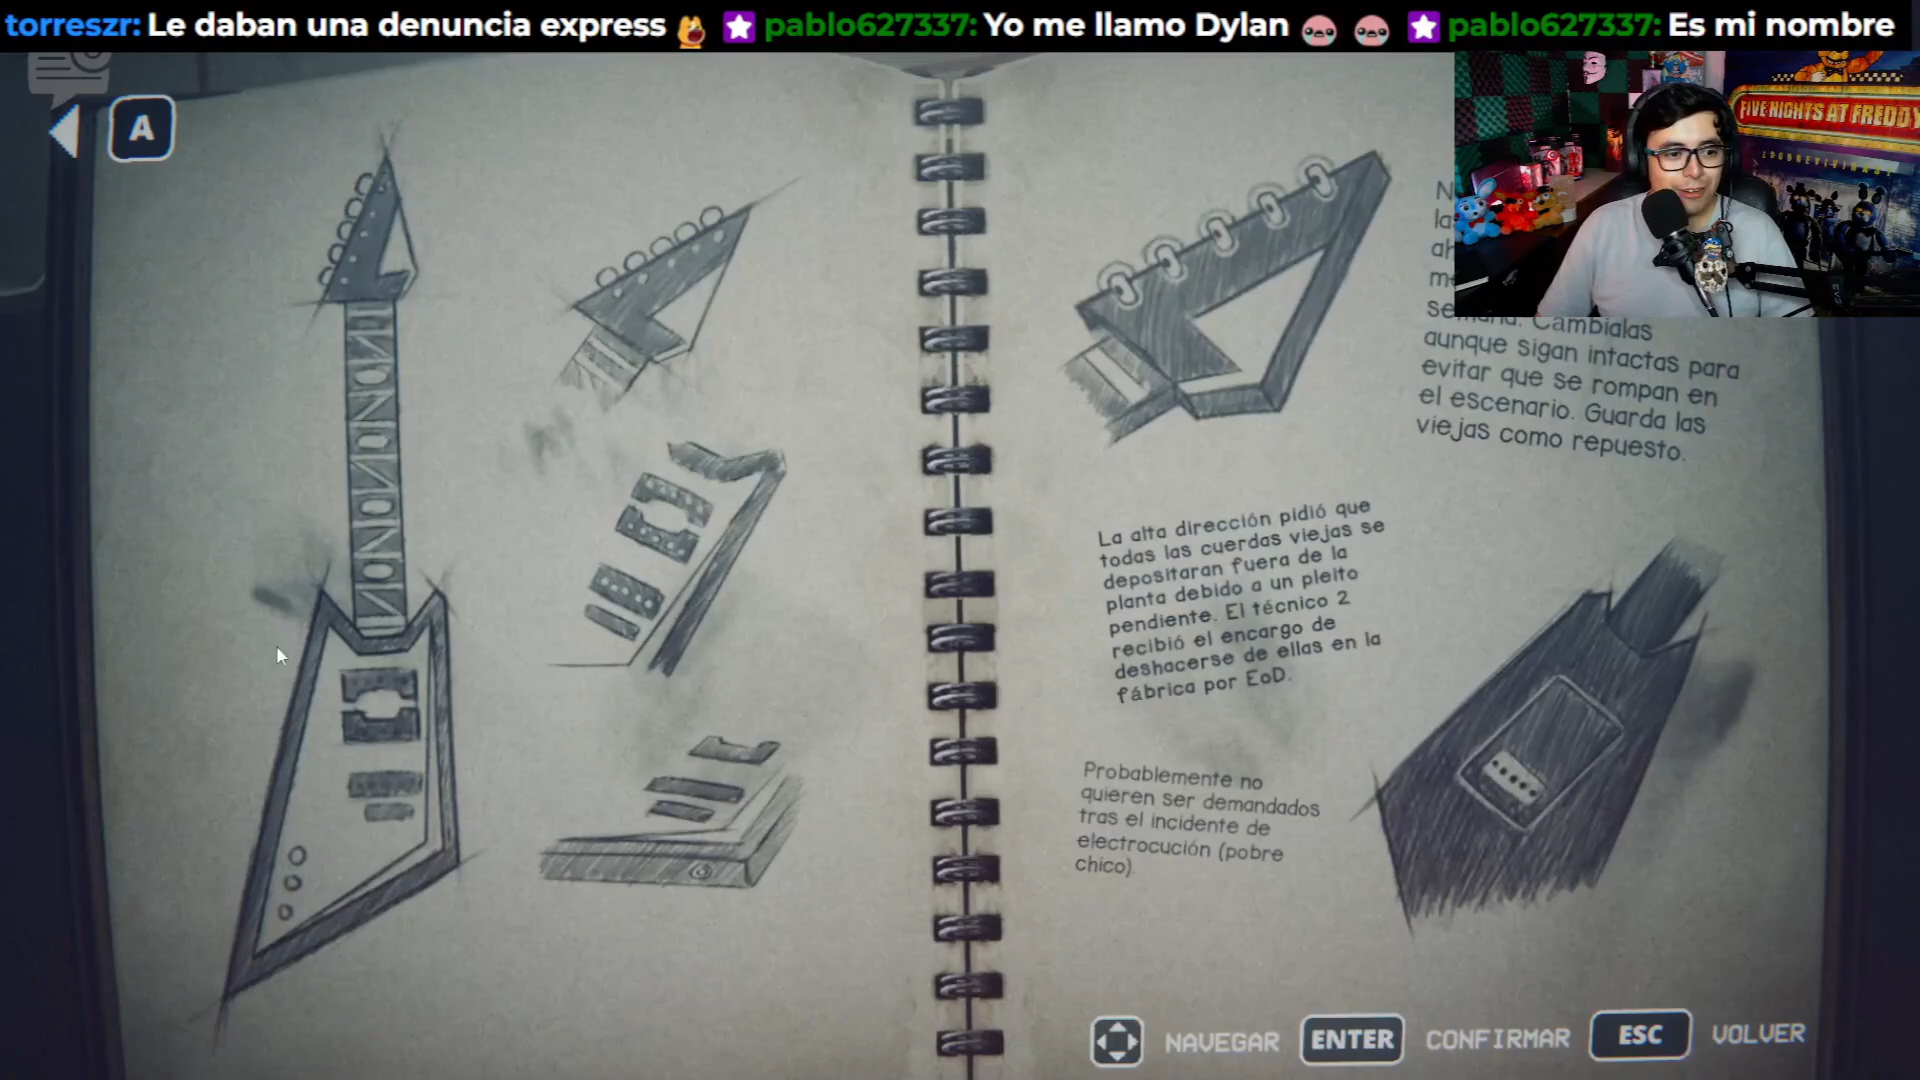 torreszr: Le daban una denuncia express pablo627337: Yo me llamo Dylan pablo627337: Es mi nombre
A
FIVE NIGHTS AT FREDDY
Cambialas
aunque sigan intactas para
evitar que se rompan en
el escenario. Guarda las
viejas como repuesto.
La alta dirección pidió que
todas las cuerdas viejas se
depositaran fuera de la
planta debido a un pleito
pendiente. El técnico 2
recibió el encargo de
deshacerse de ellas en la
fábrica por EoD.
Probablemente no
quieren ser demandados
tras el incidente de
electrocución (pobre
chico).
NAVEGAR ENTER CONFIRMAR ESC VOLVER